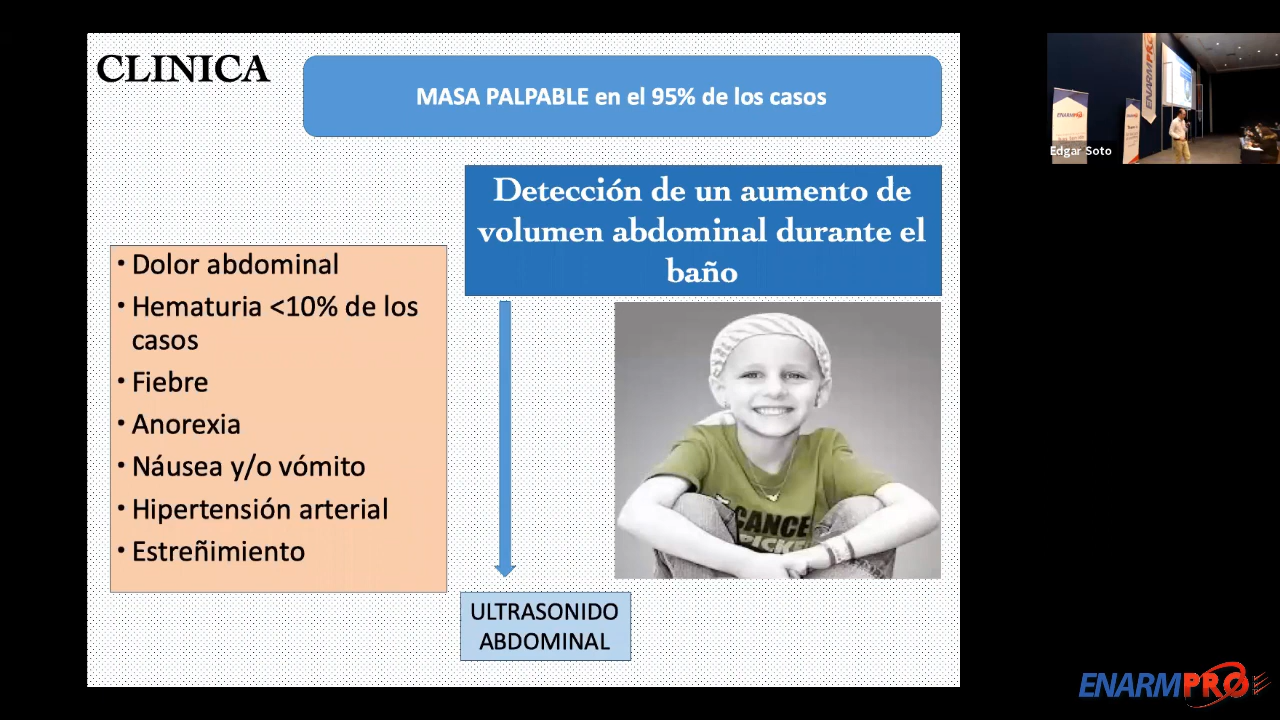 CLINICA
MASA PALPABLE en el 95% de los casos
Detección de un aumento de
volumen abdominal durante el
baño
• Dolor abdominal
• Hematuria <10% de los
casos
• Fiebre
• Anorexia
• Náusea y/o vómito
• Hipertensión arterial
• Estreñimiento
CANCE
ULTRASONIDO
ABDOMINAL
ENARMPRO
Edgar Soto
ENARMPRO